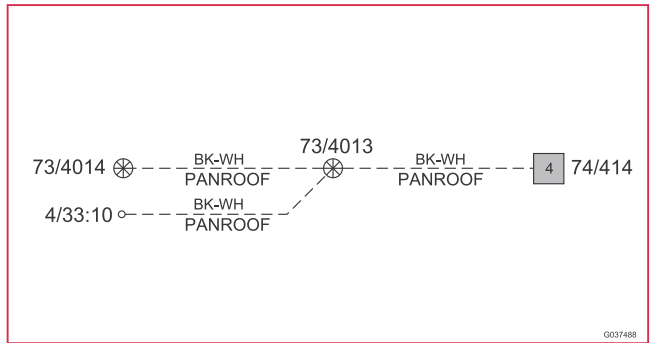 73/4013
73/4014 BK-WH BK-WH 4 74/414
PANROOF PANROOF
4/33:10 BK-WH
PANROOF
G037488